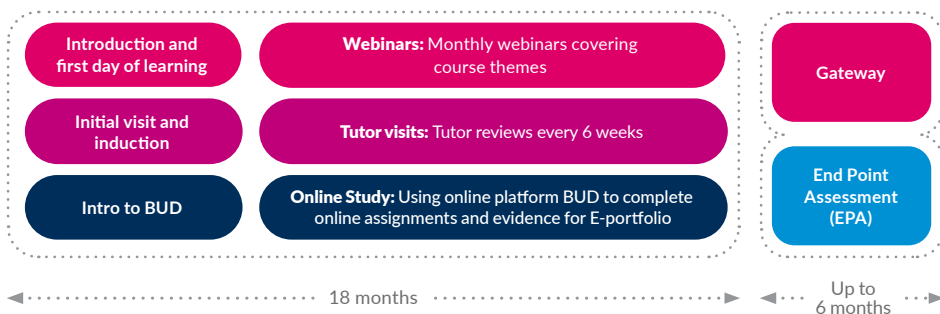 Introduction and
first day of learning
Webinars: Monthly webinars covering
course themes
Gateway
Initial visit and
induction
Tutor visits: Tutor reviews every 6 weeks
Intro to BUD
Online Study: Using online platform BUD to complete
online assignments and evidence for E-portfolio
End Point
Assessment
(EPA)
18 months
Up to
6 months